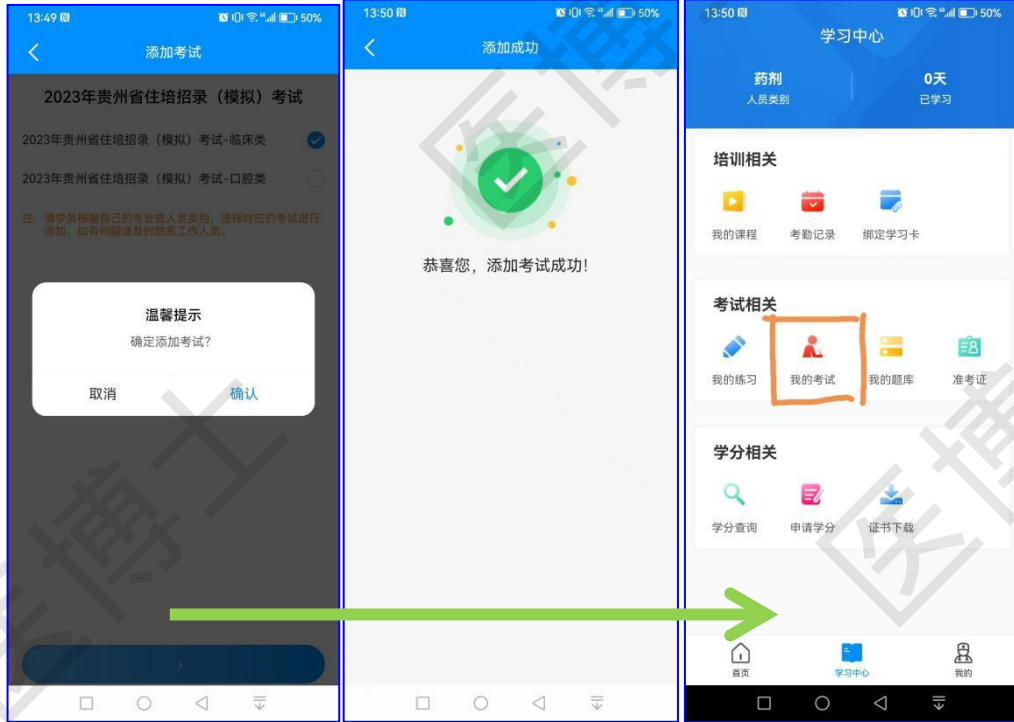 13:49
50%
添加考试
2023年贵州省住培招录（模拟）考试
2023年贵州省住培招录（模拟）考试-临床类
2023年贵州省住培招录（模拟）考试-口腔类
注：请学员根据自己的专业或人员类别，选择对应的考试进行
添加，如有问题请及时联系工作人员。
温馨提示
确定添加考试？
取消
确认
13:50
50%
添加成功
恭喜您，添加考试成功！
13:50
50%
学习中心
药剂
0天
人员类别
已学习
培训相关
我的课程
考勤记录
绑定学习卡
考试相关
我的练习
我的考试
我的题库
准考证
学分相关
学分查询
申请学分
证书下载
首页
学习中心
我的
医博士
医博士
医博